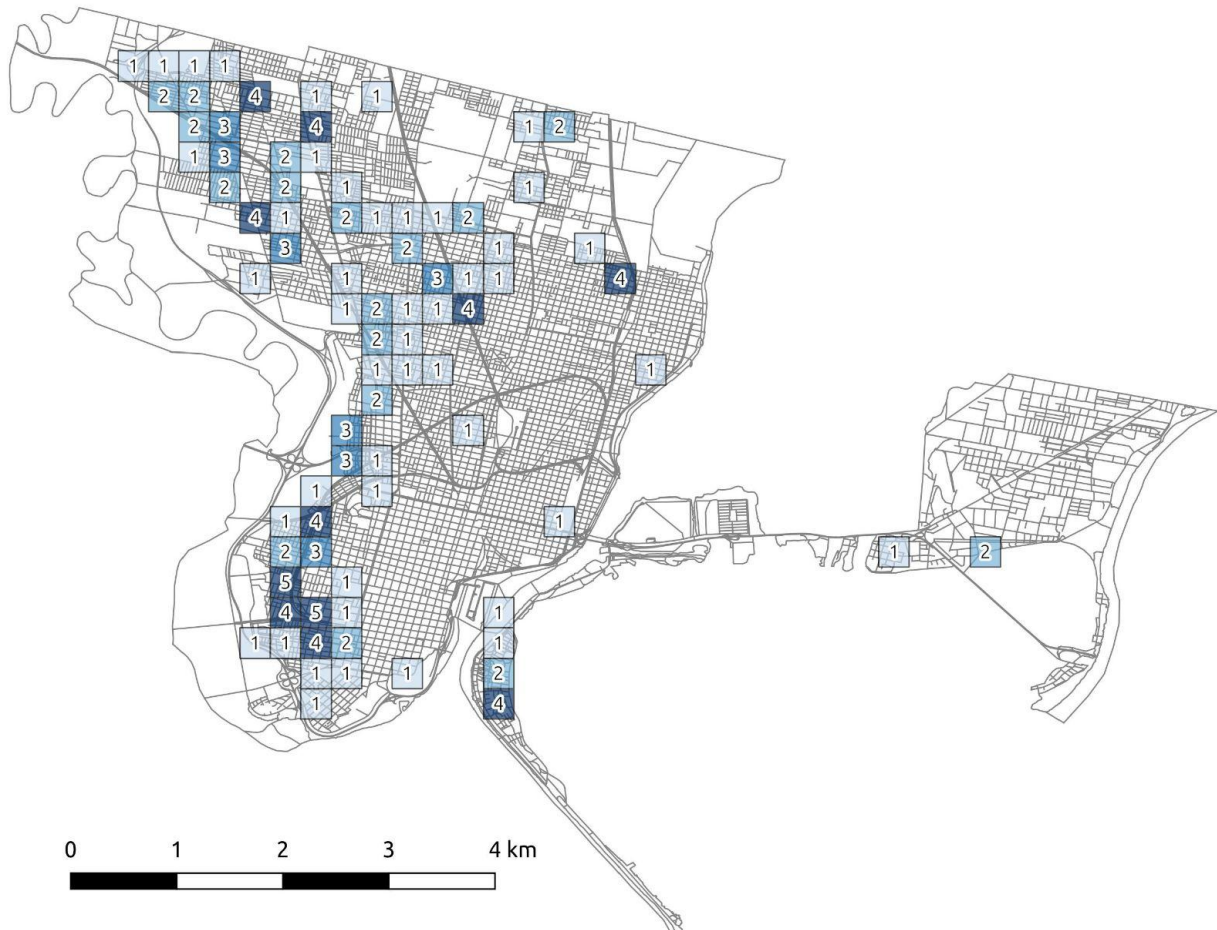 1 1 1 1
2 2 4 1 1
2 3 4 1 2
1 3 2 1
2 2 1 1
4 1 2 1 1 1 2
3 2 1 1
1 1 3 1 1 4
1 2 1 1 4
2 1
1 1 1 1
2
3 1
3 1
1 1
1 4 1
2 3 1 2
5 1
4 5 1 1
1 1 4 2 1
1 1 1 2
1 4
0 1 2 3 4 km